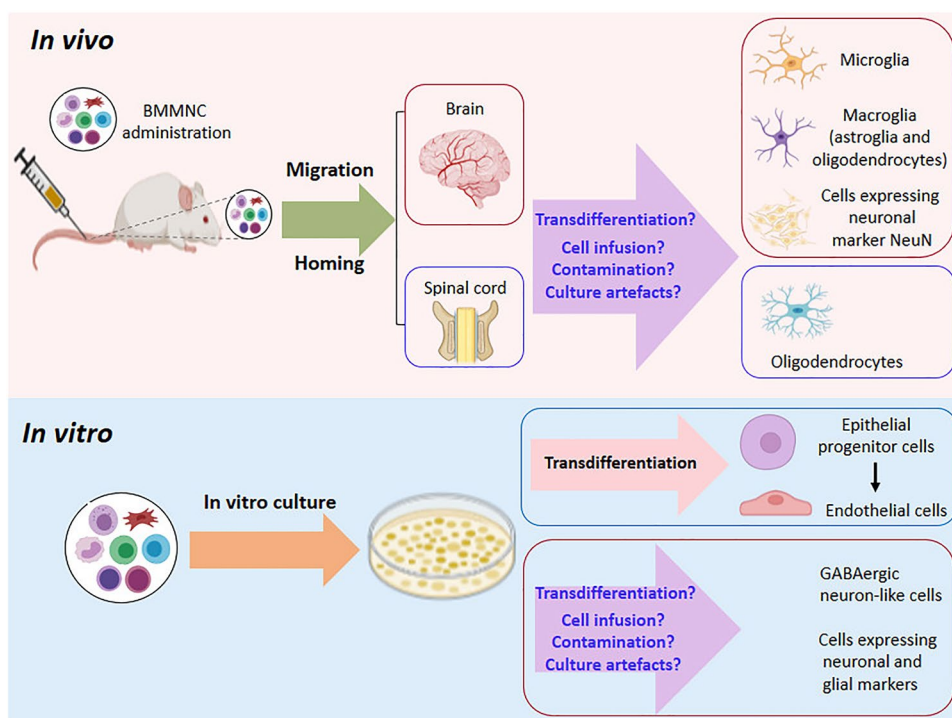 In vivo
BMMNC
administration
Migration
Homing
Brain
Spinal cord
Transdifferentiation?
Cell infusion?
Contamination?
Culture artefacts?
Microglia
Macroglia
(astroglia and
oligodendrocytes)
Cells expressing
neuronal
marker NeuN
Oligodendrocytes
In vitro
In vitro culture
Transdifferentiation
Epithelial
progenitor cells
Endothelial cells
Transdifferentiation?
Cell infusion?
Contamination?
Culture artefacts?
GABAergic
neuron-like cells
Cells expressing
neuronal and
glial markers